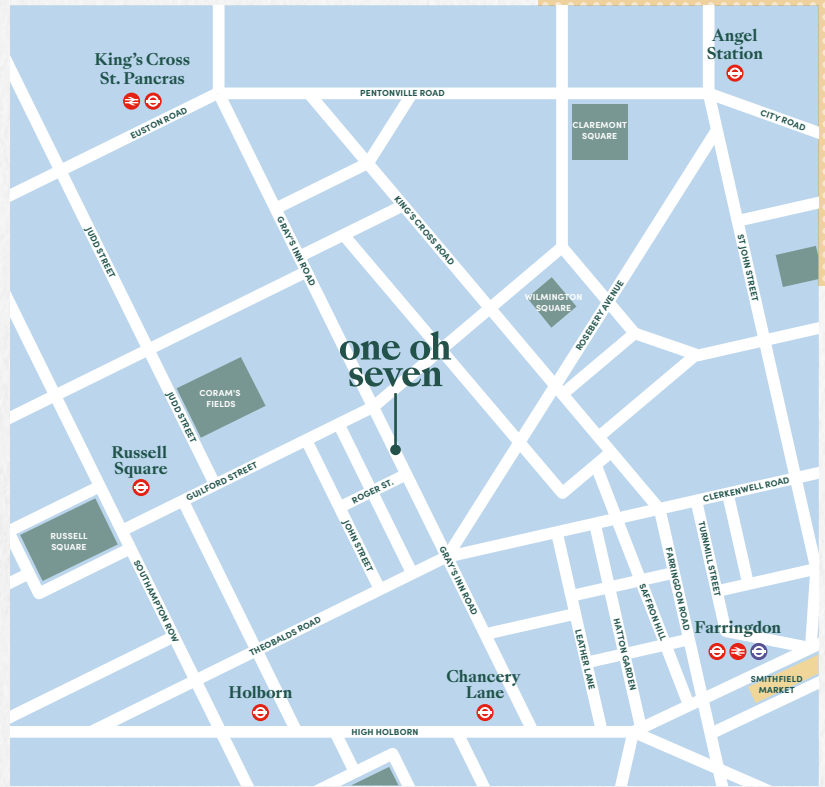 Angel
Station
King's Cross
St. Pancras
PENTONVILLE ROAD
EUSTON ROAD
CITY ROAD
CLAREMONT
SQUARE
JUDD STREET
GRAY'S INN ROAD
KING'S CROSS ROAD
ST JOHN STREET
WILMINGTON
SQUARE
ROSEBERY AVENUE
one oh
seven
CORAM'S
FIELDS
JUDD STREET
Russell
Square
GUILFORD STREET
ROGER ST.
CLERKENWELL ROAD
RUSSELL
SQUARE
JOHN STREET
GRAY'S INN ROAD
TURNMILL STREET
FARRINGDON ROAD
SOUTHAMPTON ROW
SAFFRON HILL
HATTON GARDEN
LEATHER LANE
THEOBALDS ROAD
Farringdon
Chancery
Lane
Holborn
SMITHFIELD
MARKET
HIGH HOLBORN